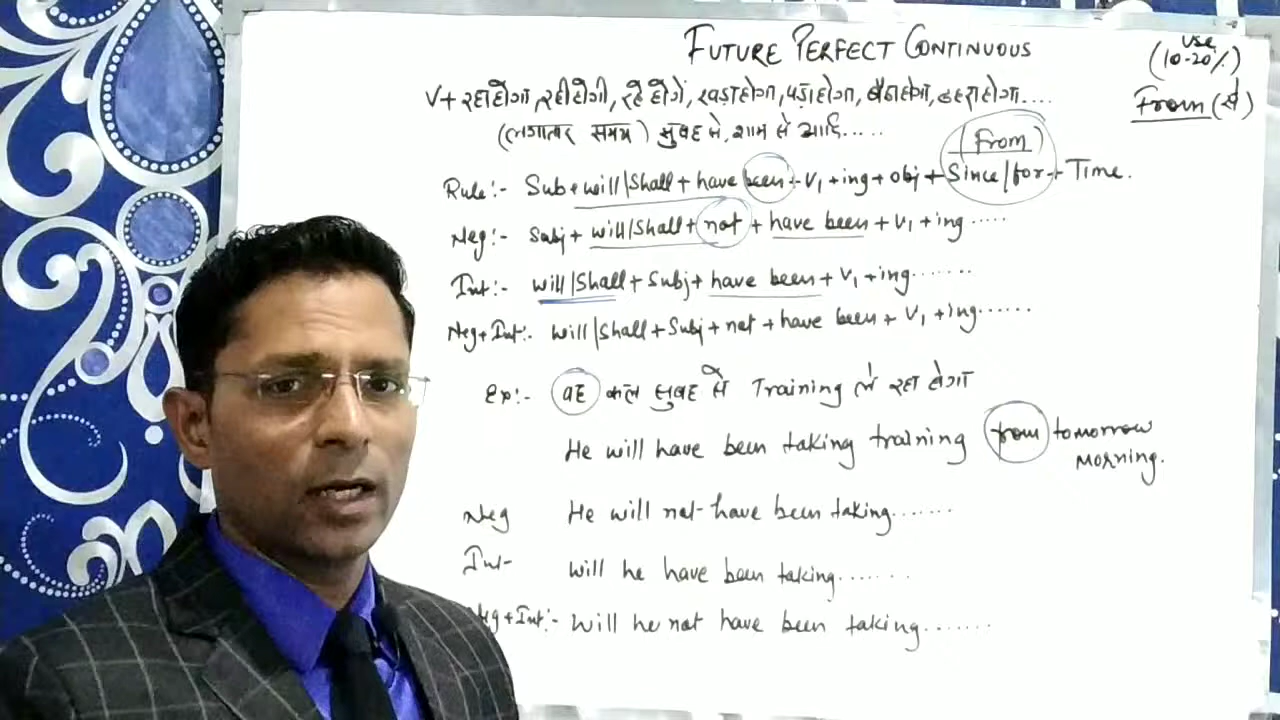 FUTURE PERFECT CONTINUOUS
use
(10-20%)
From (से)
V+ रहा होगा, रही होगी, रहे होगें, खड़ा होगा, पड़ा होगा, बैठा होगा, ठहरा होगा....
(लगातार समय) सुबह से, शाम से आदि.....
(From)
Rule:- Sub + will/Shall + have been + V1 + ing + obj + Since/for + Time.
Neg:- Subj + will/Shall + not + have been + V1 + ing .....
Int:- will/Shall + Subj + have been + V1 + ing.......
Neg+Int:- will/Shall + Subj + not + have been + V1 + ing......
Ex:- वह कल सुबह से Training ले रहा होगा
He will have been taking training from tomorrow
morning.
Neg He will not have been taking.......
Int- will he have been taking.......
Neg+Int:- will he not have been taking.......